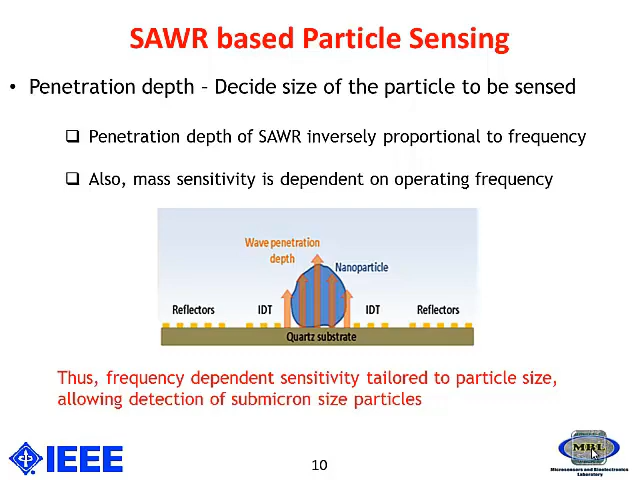 SAWR based Particle Sensing
• Penetration depth – Decide size of the particle to be sensed
❑ Penetration depth of SAWR inversely proportional to frequency
❑ Also, mass sensitivity is dependent on operating frequency
Wave penetration
depth
Nanoparticle
Reflectors IDT IDT Reflectors
Quartz substrate
Thus, frequency dependent sensitivity tailored to particle size,
allowing detection of submicron size particles
IEEE
10
MBL
Microsensors and Bioelectronics
Laboratory